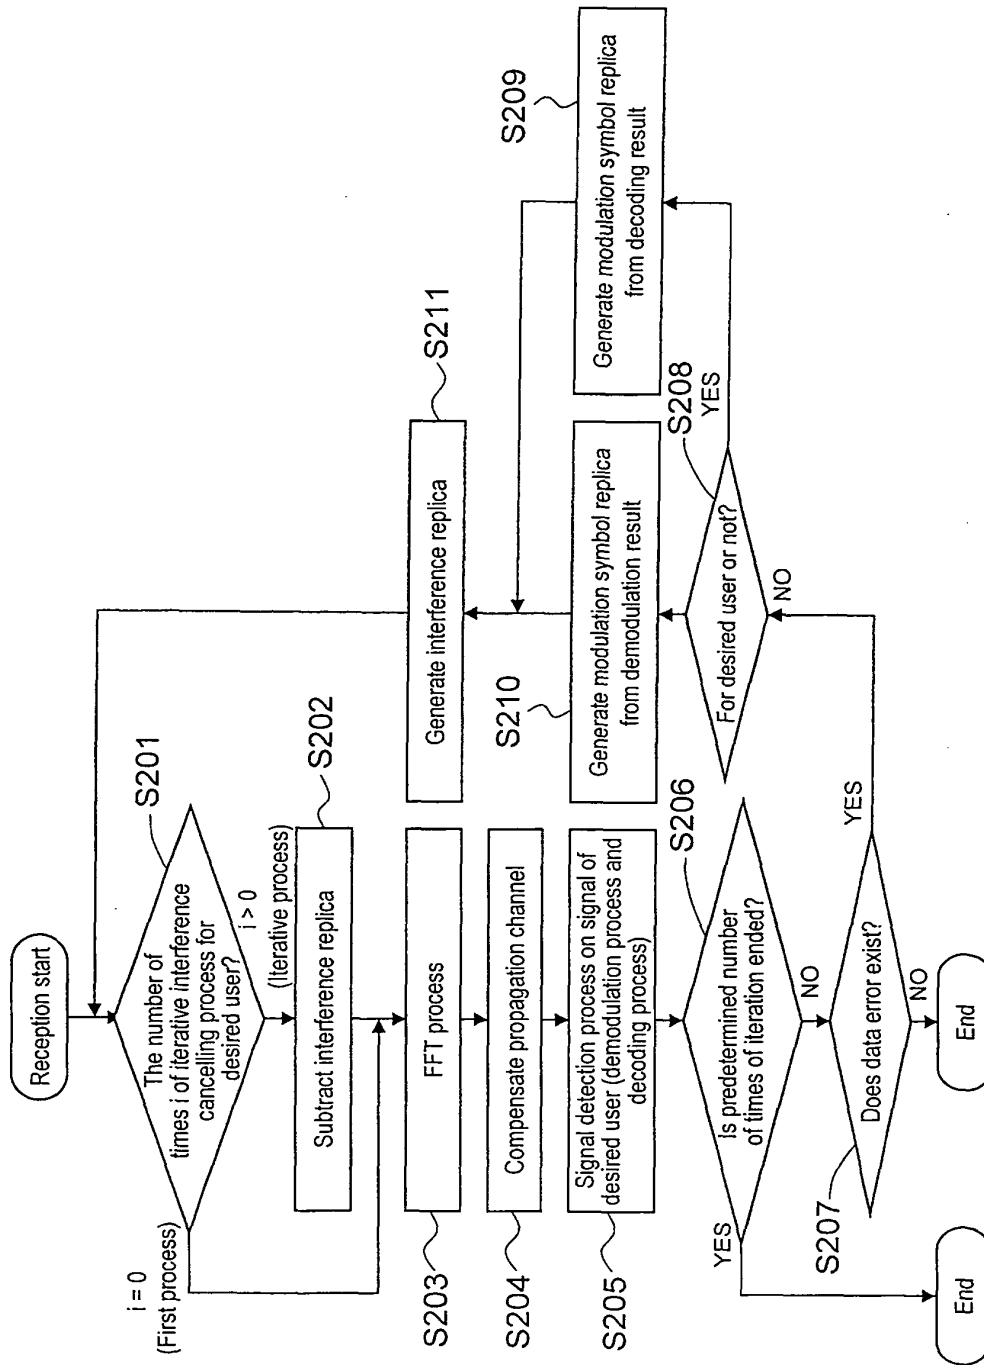 Reception start
S201
The number of
times i of iterative interference
cancelling process for
desired user?
i = 0
(First process)
i > 0
(Iterative process)
S202
Subtract interference replica
S203
FFT process
S204
Compensate propagation channel
S205
Signal detection process on signal of
desired user (demodulation process and
decoding process)
S206
Is predetermined number
of times of iteration ended?
YES
NO
S207
Does data error exist?
YES
NO
End
End
S208
For desired user or not?
YES
NO
S209
Generate modulation symbol replica
from decoding result
S210
Generate modulation symbol replica
from demodulation result
S211
Generate interference replica